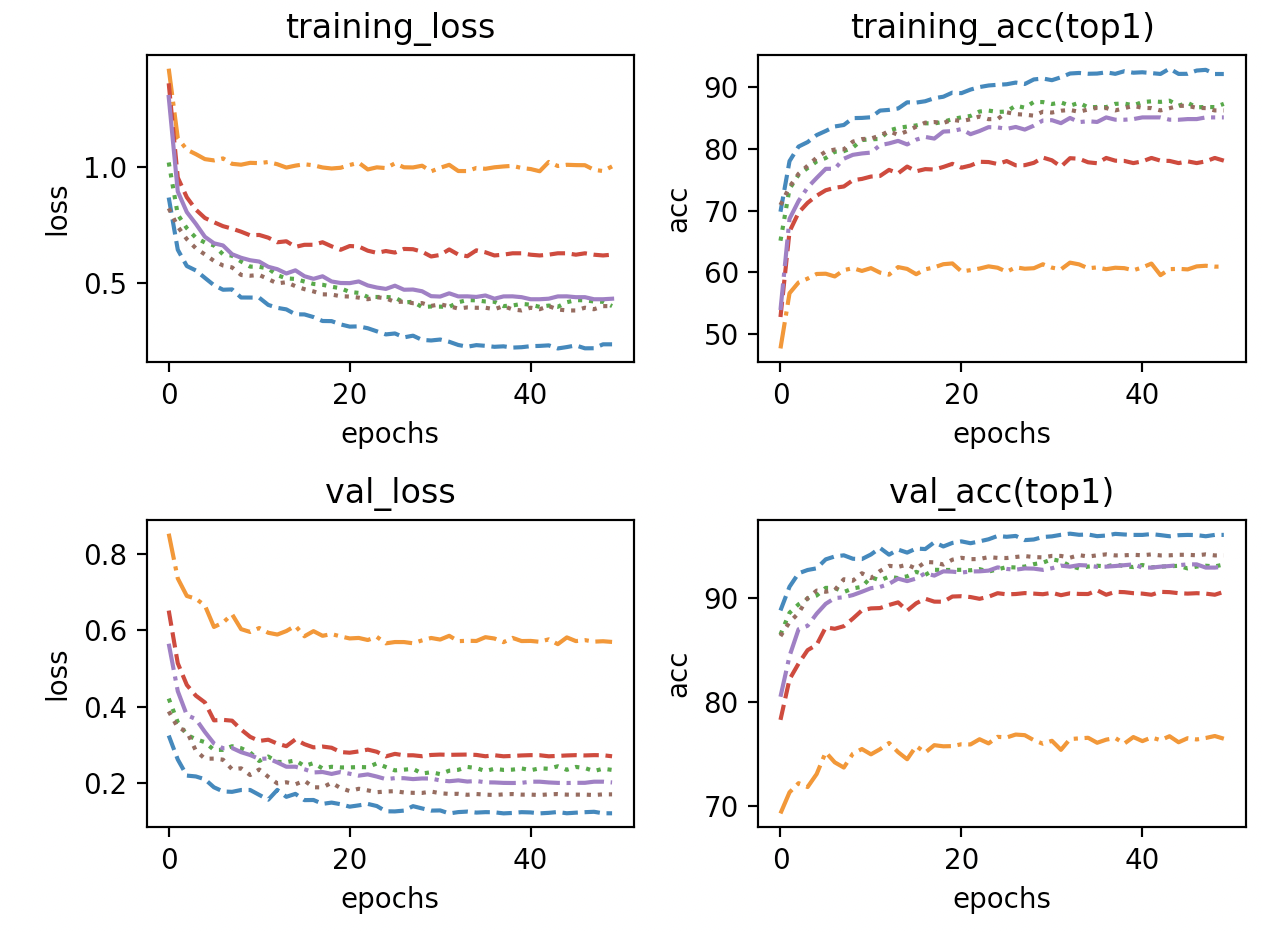 training_loss
loss
1.0
0.5
0 20 40
epochs
training_acc(top1)
acc
90
80
70
60
50
0 20 40
epochs
val_loss
loss
0.8
0.6
0.4
0.2
0 20 40
epochs
val_acc(top1)
acc
90
80
70
0 20 40
epochs